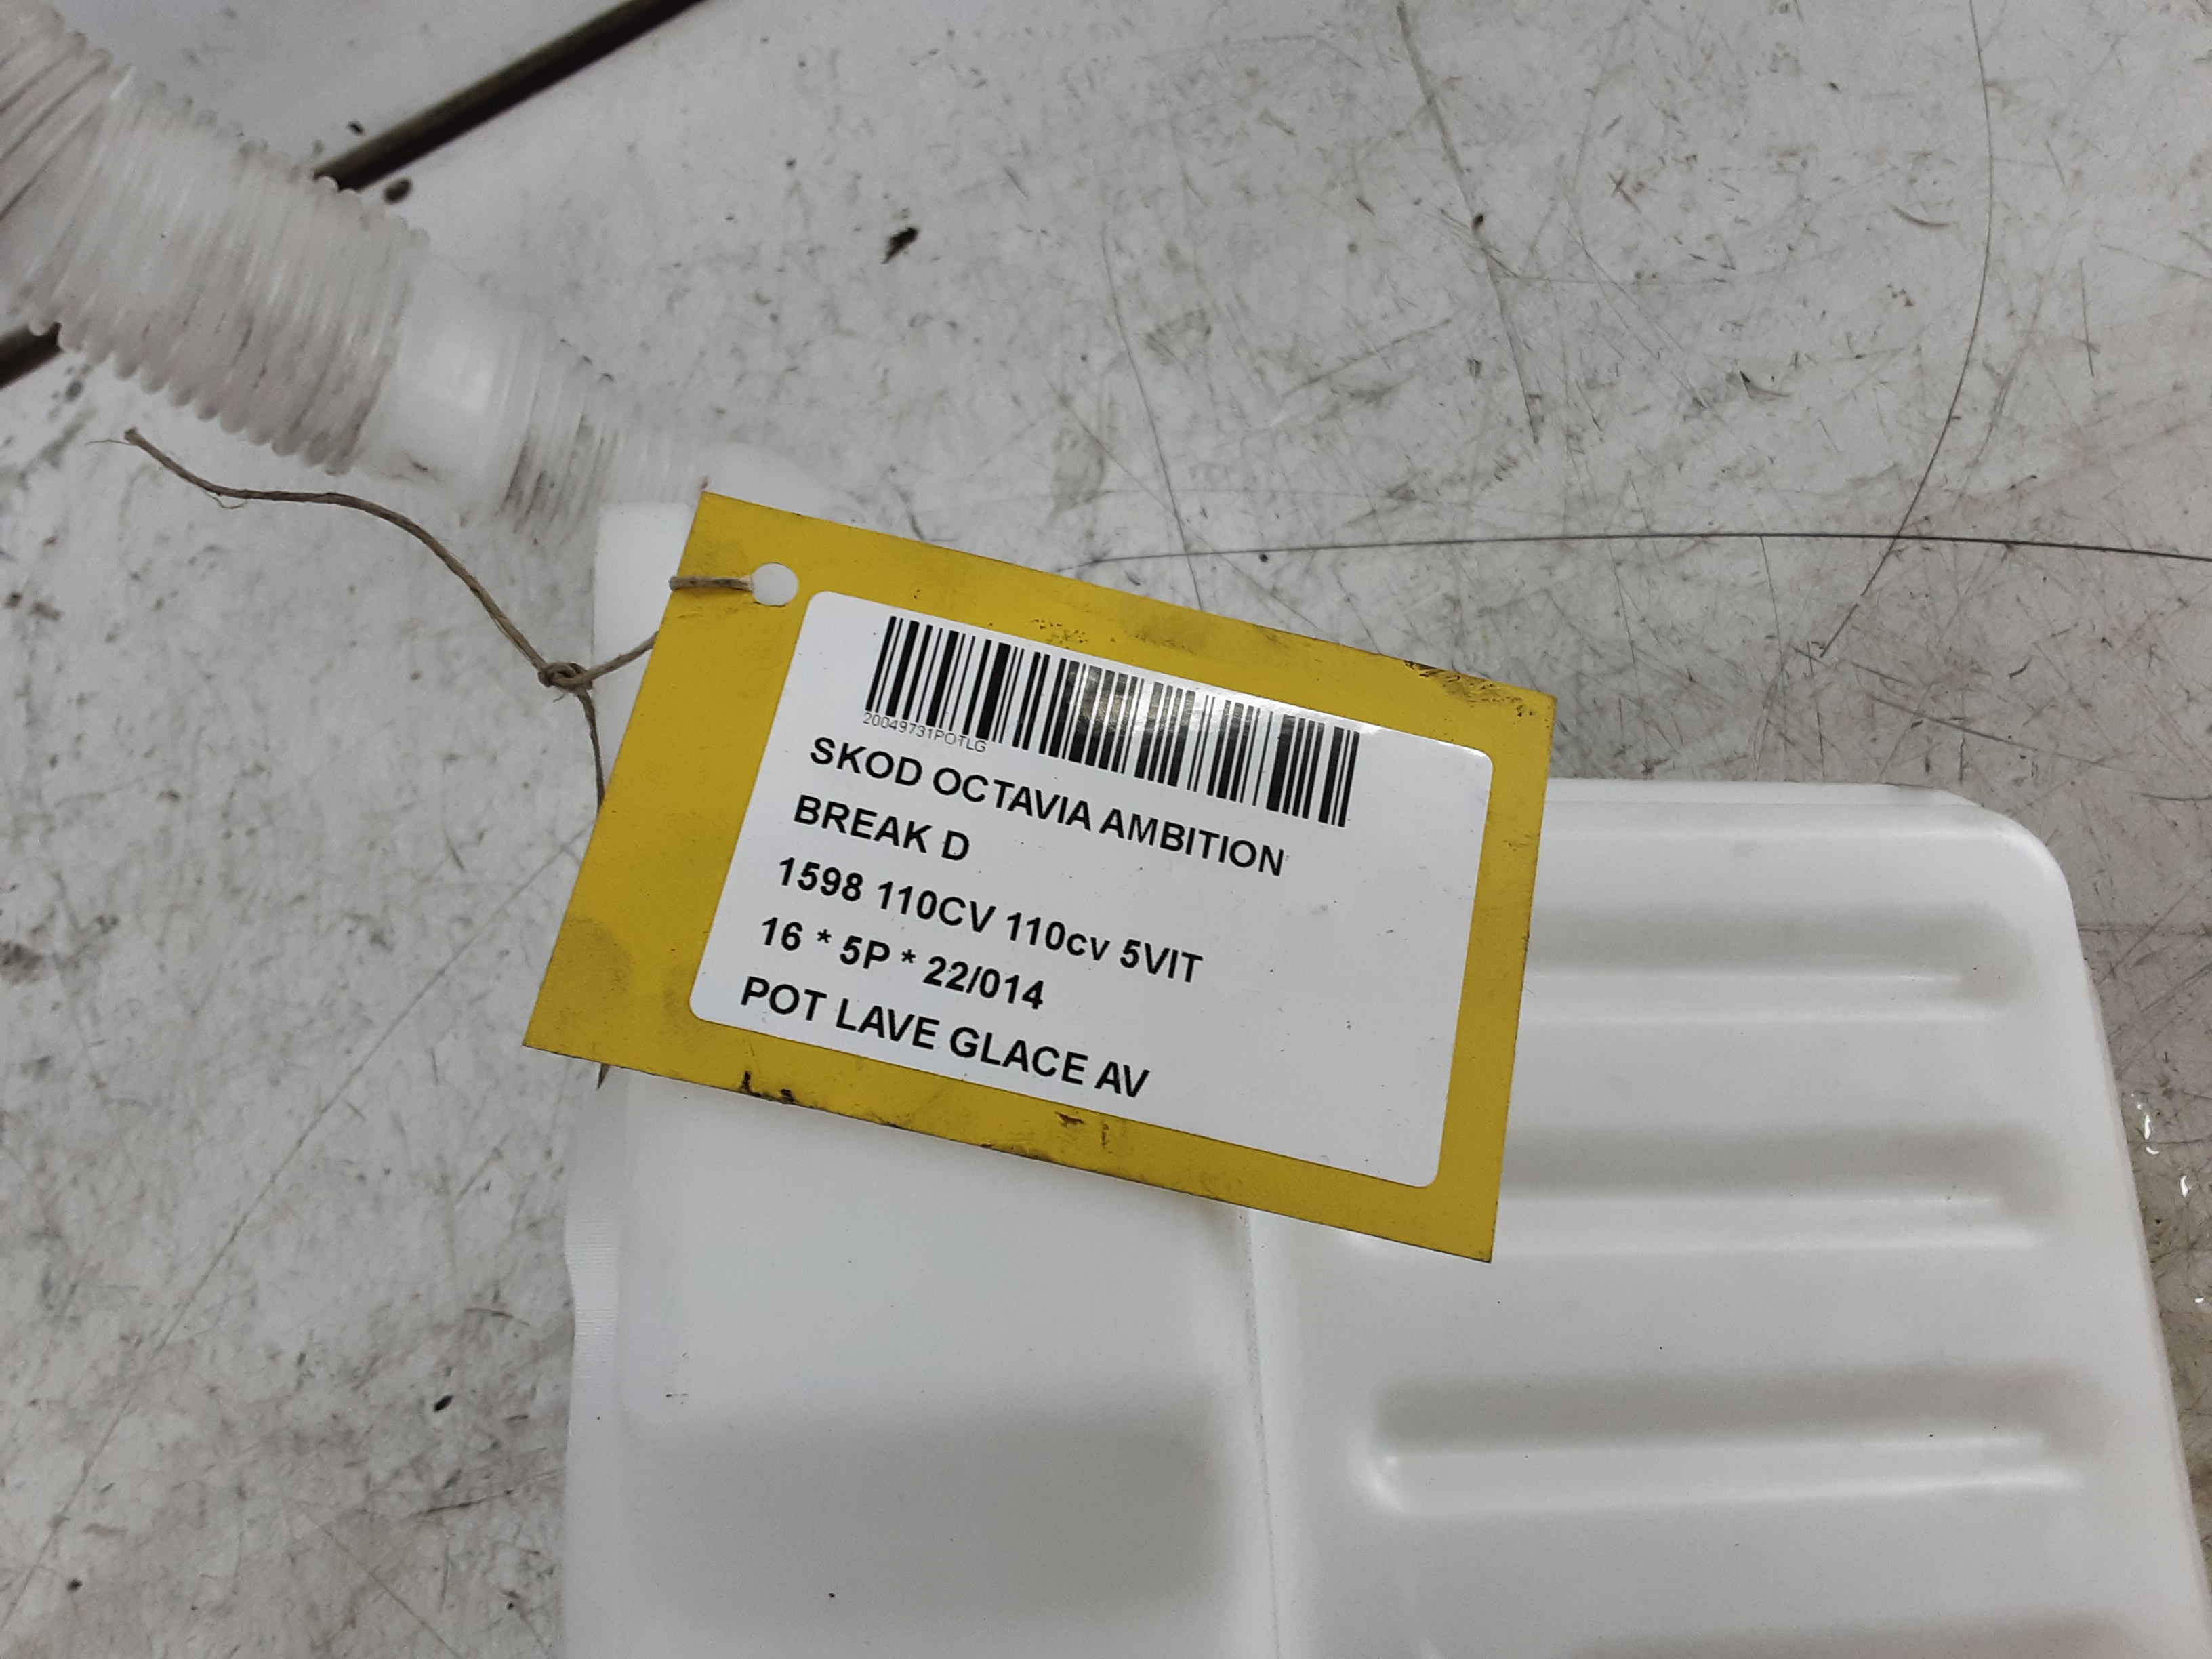 20049731POTLG
SKOD OCTAVIA AMBITION
BREAK D
1598 110CV 110cv 5VIT
16 * 5P * 22/014
POT LAVE GLACE AV